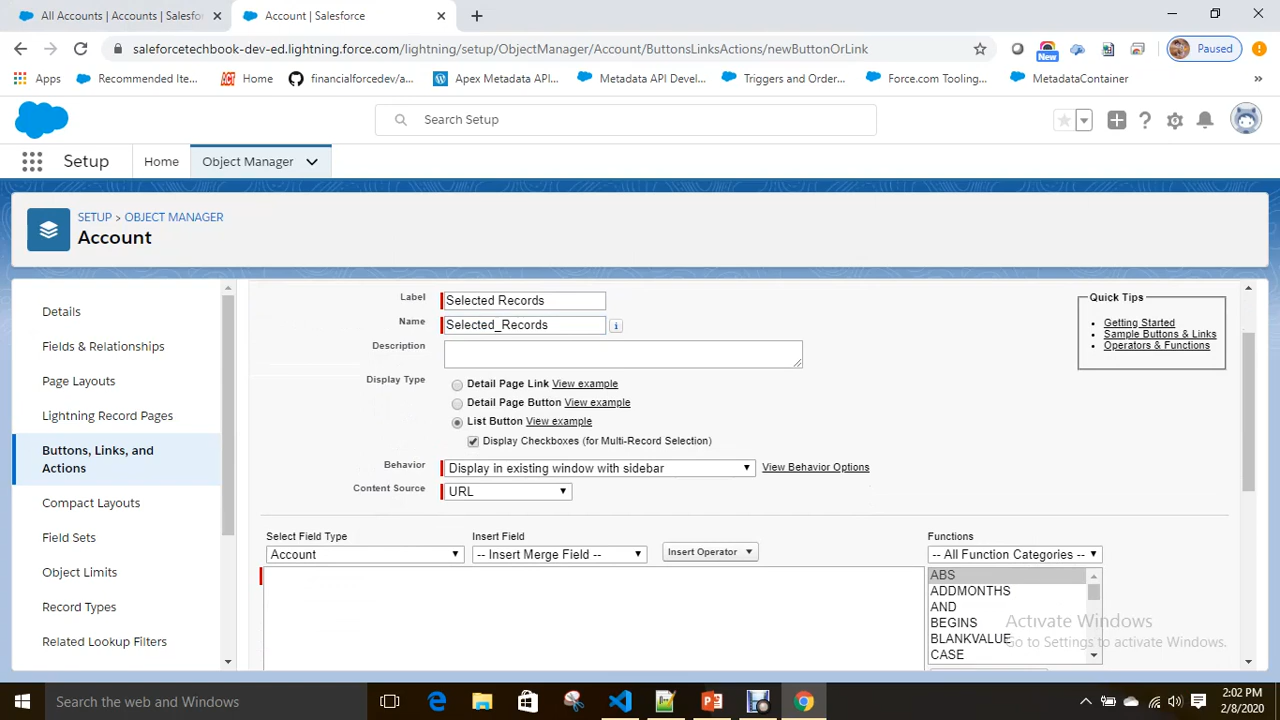 All Accounts | Accounts | Salesfor
Account | Salesforce
saleforcetechbook-dev-ed.lightning.force.com/lightning/setup/ObjectManager/Account/ButtonsLinksActions/newButtonOrLink
New
Paused
Apps
Recommended Ite...
ACT
Home
financialforcedev/a...
Apex Metadata API...
Metadata API Devel...
Triggers and Order...
Force.com Tooling...
MetadataContainer
Search Setup
Setup
Home
Object Manager
SETUP > OBJECT MANAGER
Account
Details
Fields & Relationships
Page Layouts
Lightning Record Pages
Buttons, Links, and
Actions
Compact Layouts
Field Sets
Object Limits
Record Types
Related Lookup Filters
Label
Selected Records
Name
Selected_Records
Description
Display Type
Detail Page Link View example
Detail Page Button View example
List Button View example
Display Checkboxes (for Multi-Record Selection)
Behavior
Display in existing window with sidebar
View Behavior Options
Content Source
URL
Quick Tips
Getting Started
Sample Buttons & Links
Operators & Functions
Select Field Type
Account
Insert Field
-- Insert Merge Field --
Insert Operator
Functions
-- All Function Categories --
ABS
ADDMONTHS
AND
BEGINS
BLANKVALUE
CASE
Activate Windows
Go to Settings to activate Windows.
Search the web and Windows
2:02 PM
2/8/2020